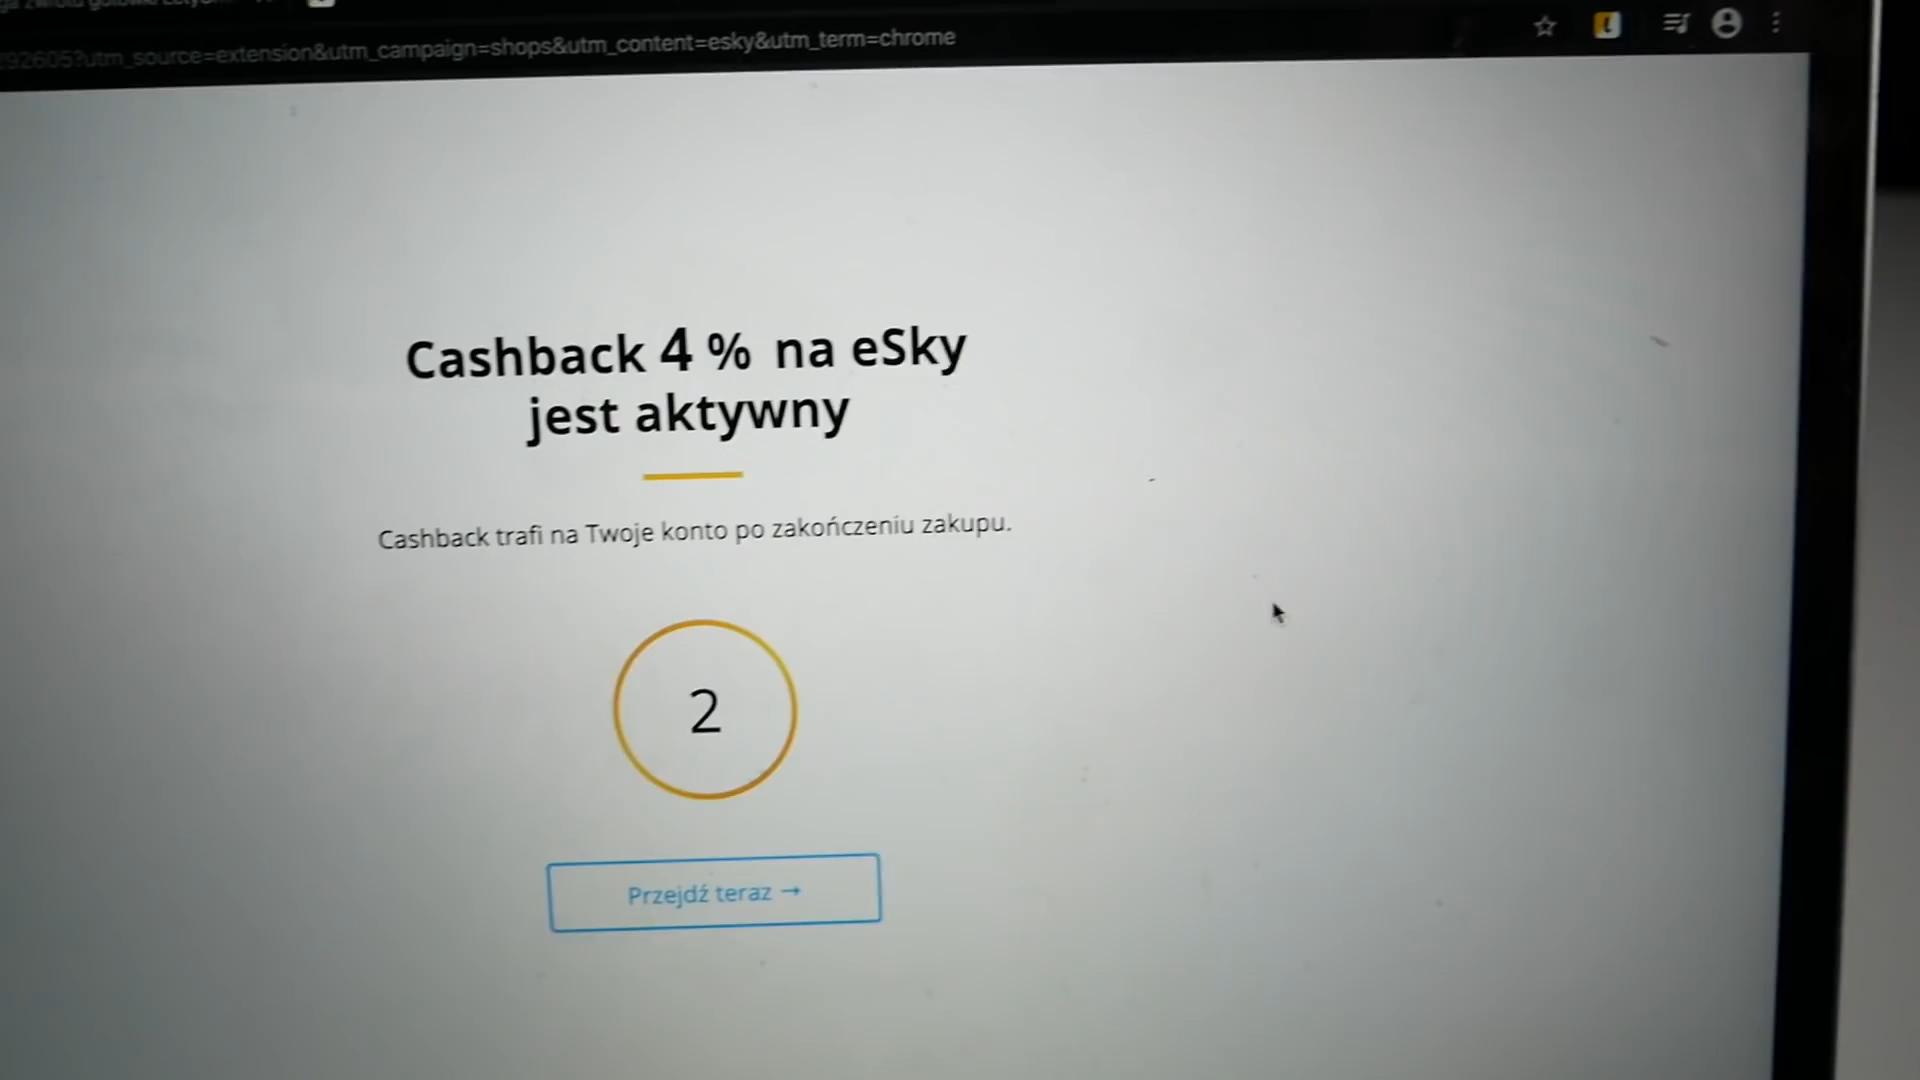 92605?utm_source=extension&utm_campaign=shops&utm_content=esky&utm_term=chrome
Cashback 4 % na eSky
jest aktywny
Cashback trafi na Twoje konto po zakończeniu zakupu.
2
Przejdź teraz →